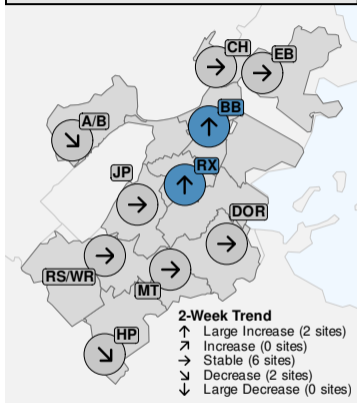 CH
EB
BB
A/B
RX
JP
DOR
RS/WR
MT
HP
2-Week Trend
↑ Large Increase (2 sites)
↗ Increase (0 sites)
→ Stable (6 sites)
↘ Decrease (2 sites)
↓ Large Decrease (0 sites)